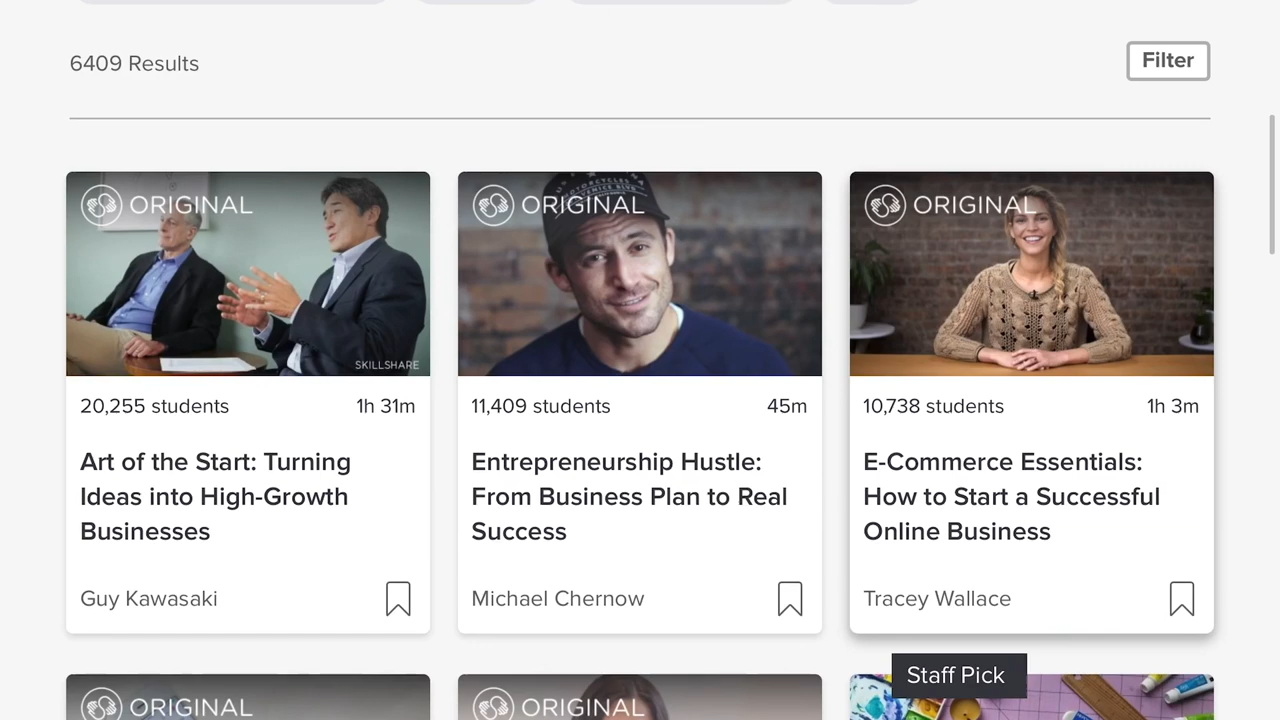 6409 Results
Filter
ORIGINAL
SKILLSHARE
20,255 students
1h 31m
Art of the Start: Turning
Ideas into High-Growth
Businesses
Guy Kawasaki
ORIGINAL
11,409 students
45m
Entrepreneurship Hustle:
From Business Plan to Real
Success
Michael Chernow
ORIGINAL
10,738 students
1h 3m
E-Commerce Essentials:
How to Start a Successful
Online Business
Tracey Wallace
ORIGINAL
ORIGINAL
Staff Pick